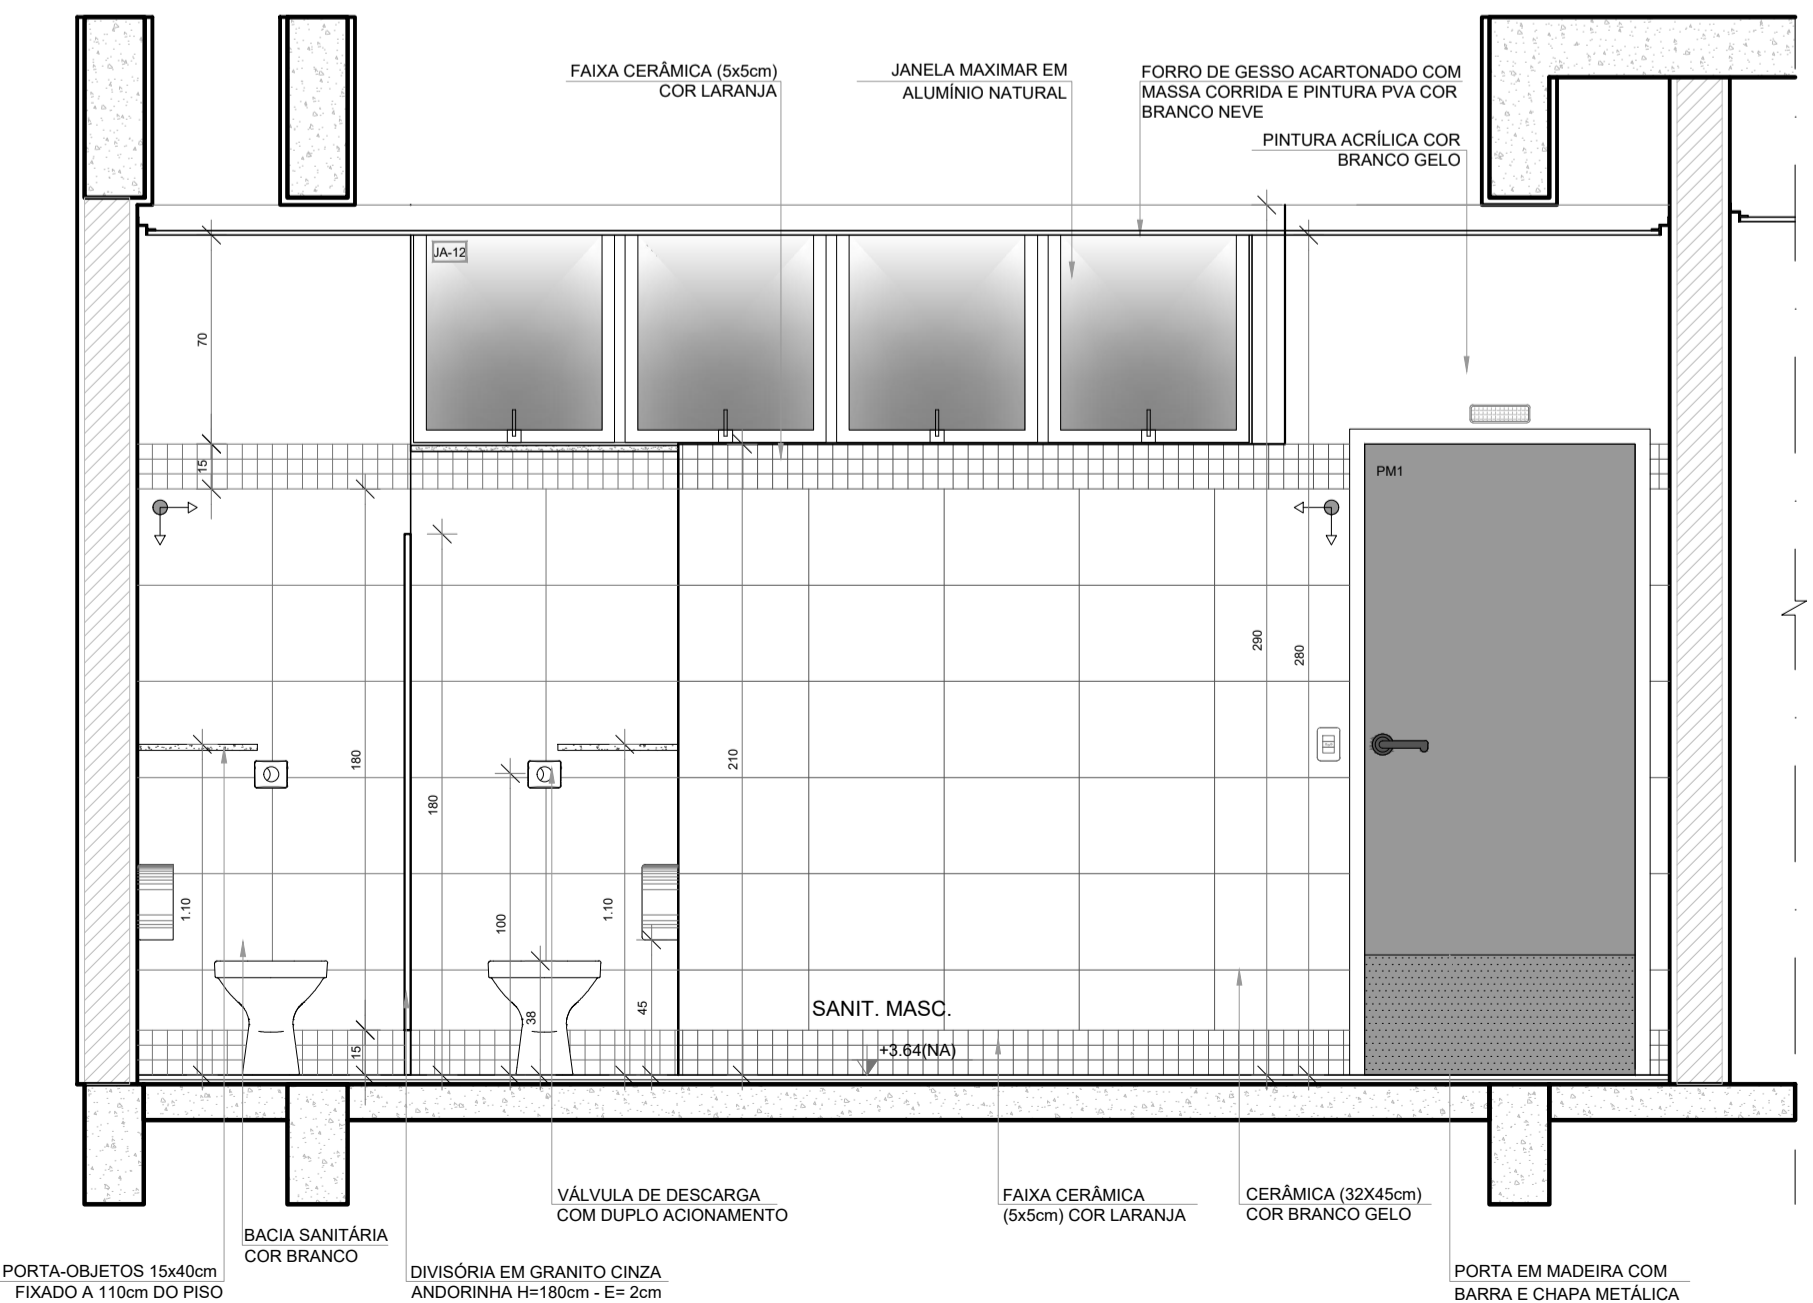 FAIXA CERÂMICA (5x5cm)
COR LARANJA
JANELA MAXIMAR EM
ALUMÍNIO NATURAL
FORRO DE GESSO ACARTONADO COM
MASSA CORRIDA E PINTURA PVA COR
BRANCO NEVE
PINTURA ACRÍLICA COR
BRANCO GELO
JA-12
70
15
PM1
290
280
180
210
180
1.10
100
1.10
45
38
15
SANIT. MASC.
+3.64(NA)
VÁLVULA DE DESCARGA
COM DUPLO ACIONAMENTO
FAIXA CERÂMICA
(5x5cm) COR LARANJA
CERÂMICA (32X45cm)
COR BRANCO GELO
BACIA SANITÁRIA
COR BRANCO
PORTA-OBJETOS 15x40cm
FIXADO A 110cm DO PISO
DIVISÓRIA EM GRANITO CINZA
ANDORINHA H=180cm - E= 2cm
PORTA EM MADEIRA COM
BARRA E CHAPA METÁLICA